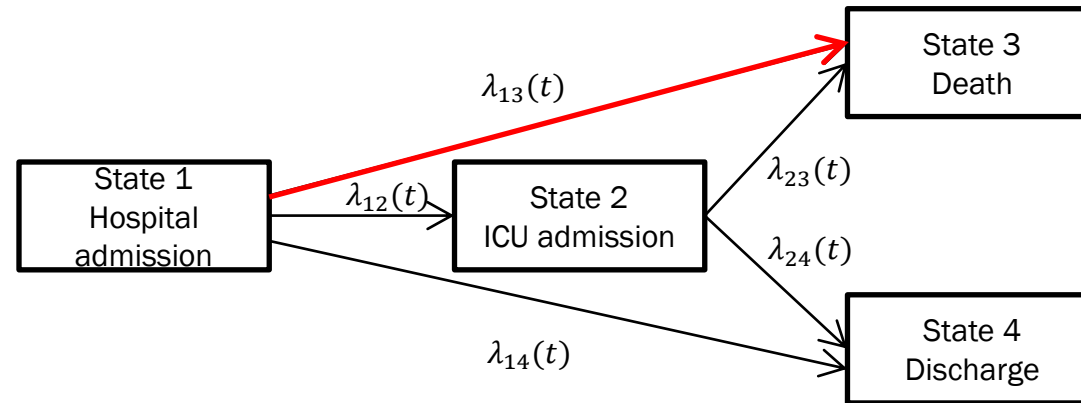 State 3
Death
λ₁₃(t)
State 1
Hospital
admission
λ₁₂(t)
State 2
ICU admission
λ₂₃(t)
λ₂₄(t)
λ₁₄(t)
State 4
Discharge